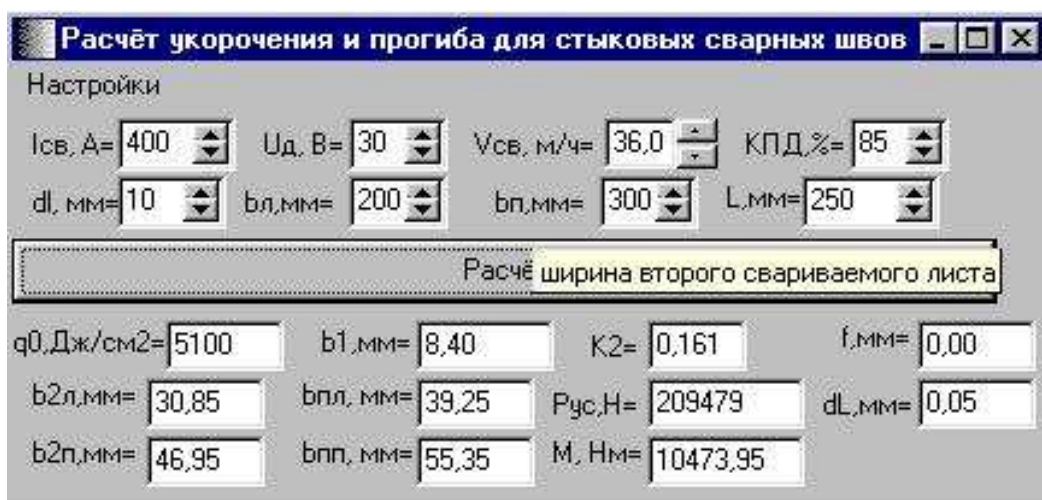 Расчёт укорочения и прогиба для стыковых сварных швов
Настройки
Iсв, А= 400 Uд, В= 30 Vсв, м/ч= 36,0 КПД,%= 85
dl, мм= 10 bл,мм= 200 bп,мм= 300 L,мм= 250
Расчё ширина второго свариваемого листа
q0,Дж/см2= 5100 b1,мм= 8,40 K2= 0,161 f,мм= 0,00
b2л,мм= 30,85 bпл, мм= 39,25 Рус,Н= 209479 dL,мм= 0,05
b2п,мм= 46,95 bпп, мм= 55,35 М, Нм= 10473,95